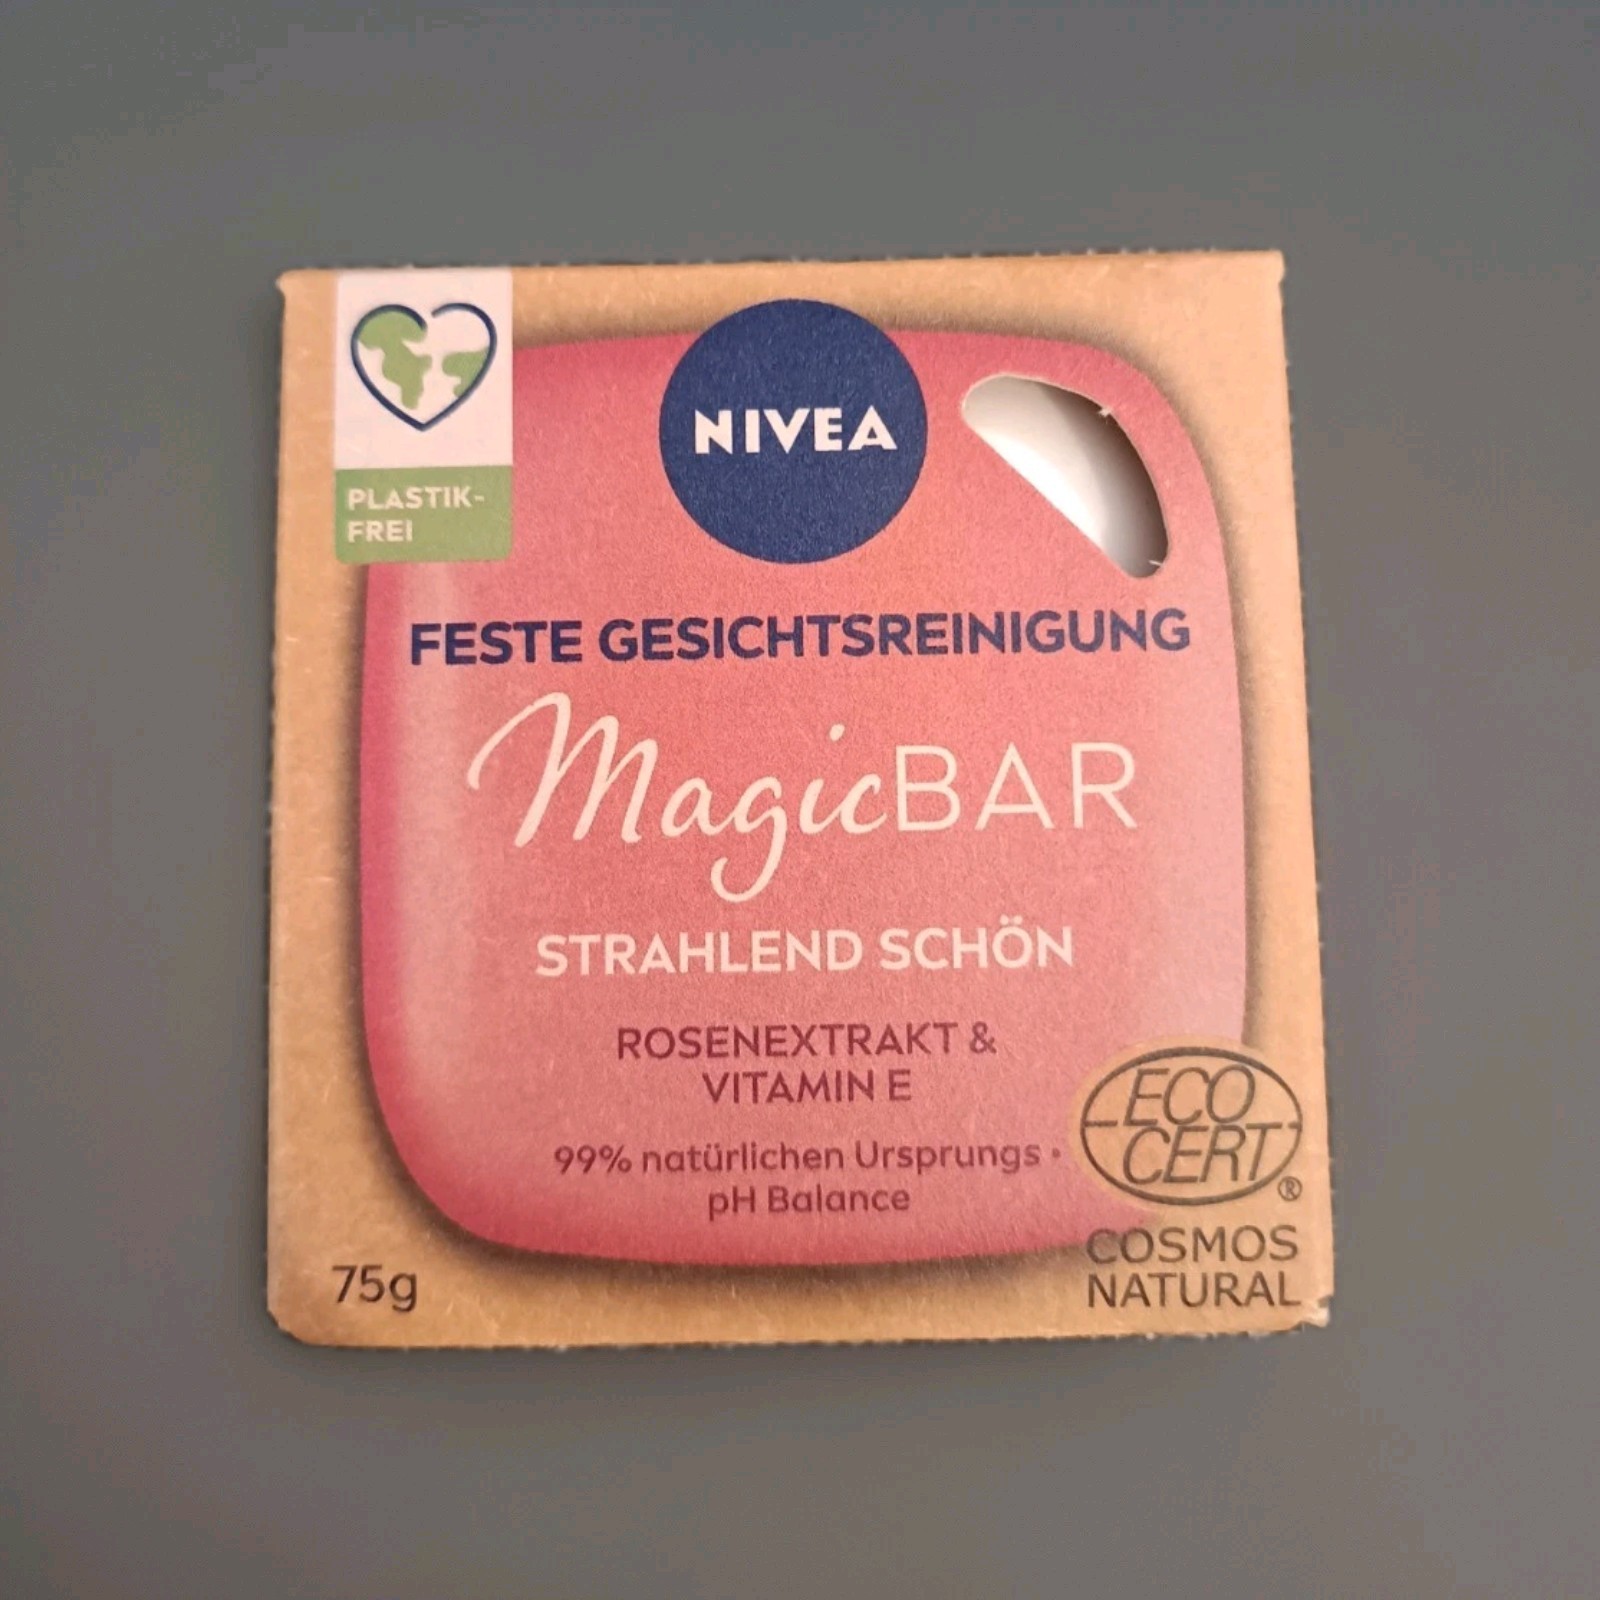 NIVEA
PLASTIK-
FREI
FESTE GESICHTSREINIGUNG
MagicBAR
STRAHLEND SCHÖN
ROSENEXTRAKT &
VITAMIN E
99% natürlichen Ursprungs •
pH Balance
ECO
CERT®
COSMOS
NATURAL
75g